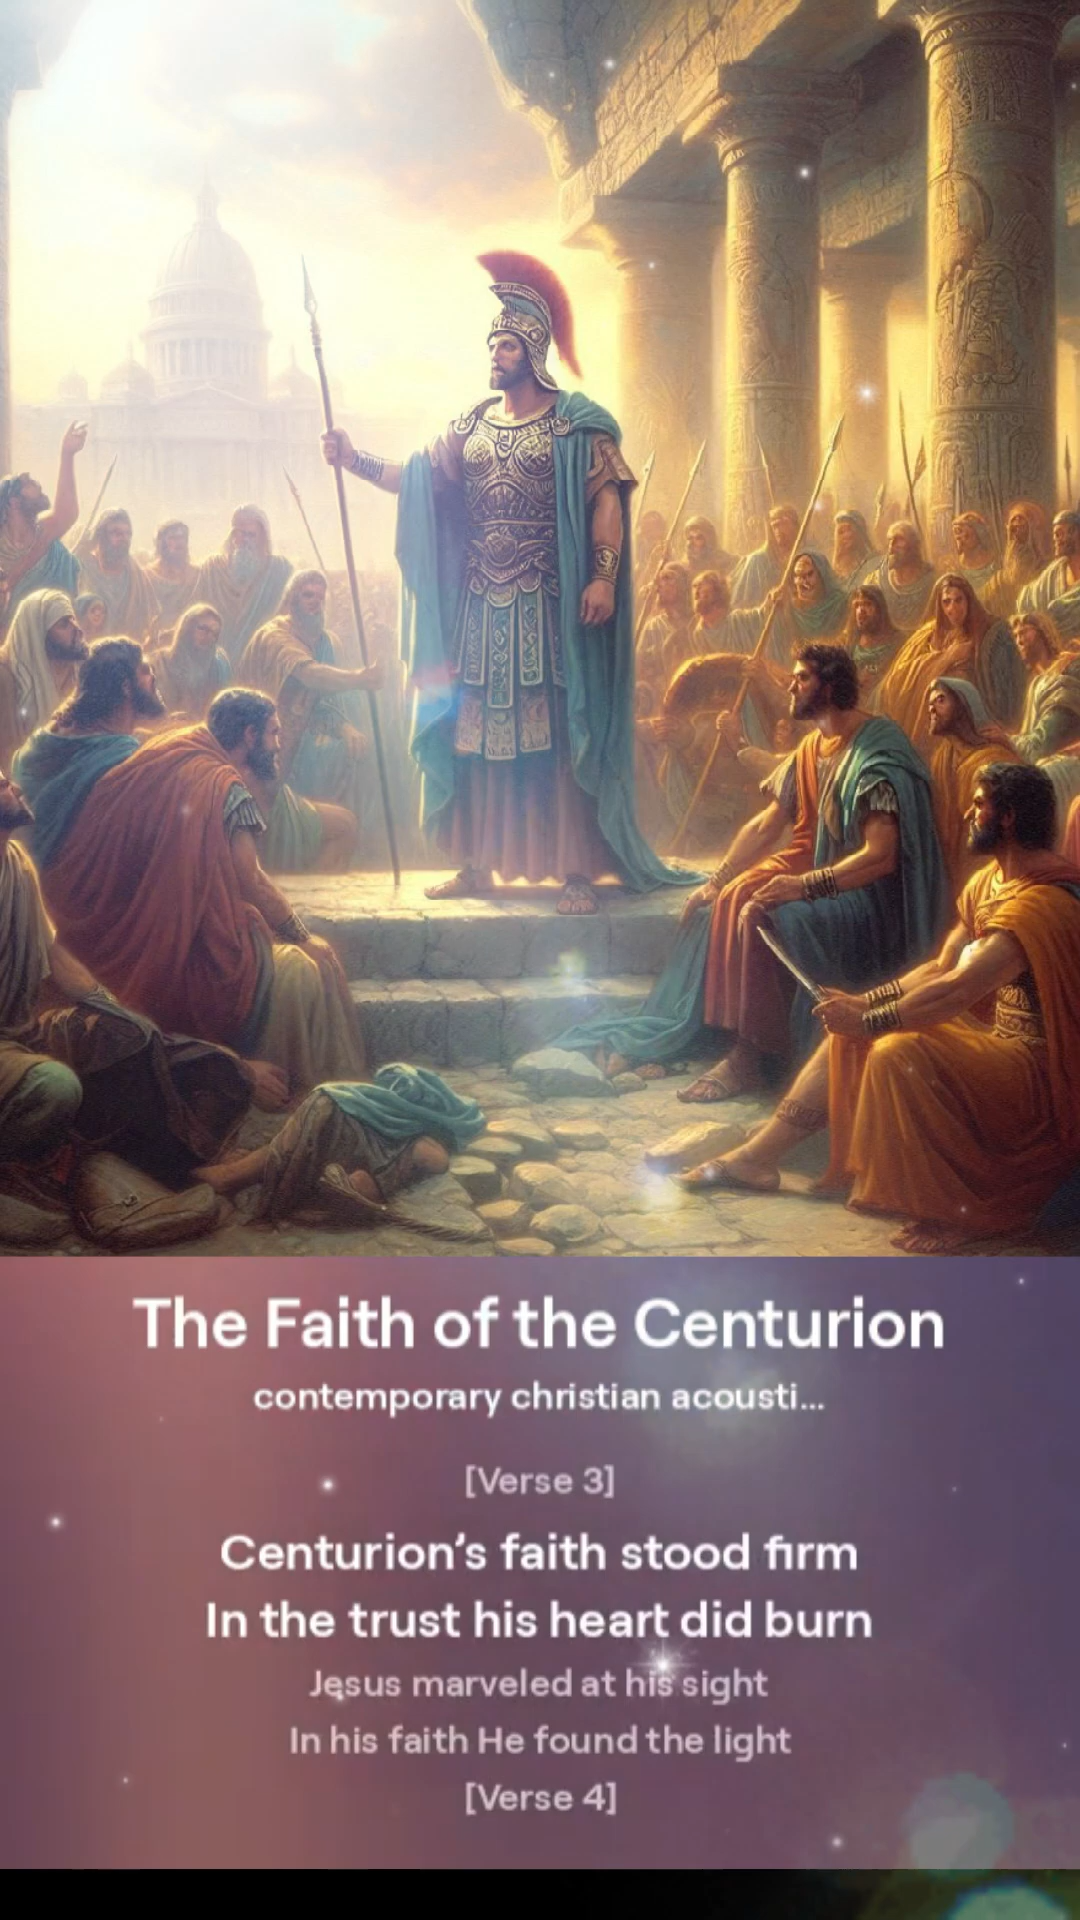 The Faith of the Centurion
contemporary christian acousti...
[Verse 3]
Centurion’s faith stood firm
In the trust his heart did burn
Jesus marveled at his sight
In his faith He found the light
[Verse 4]